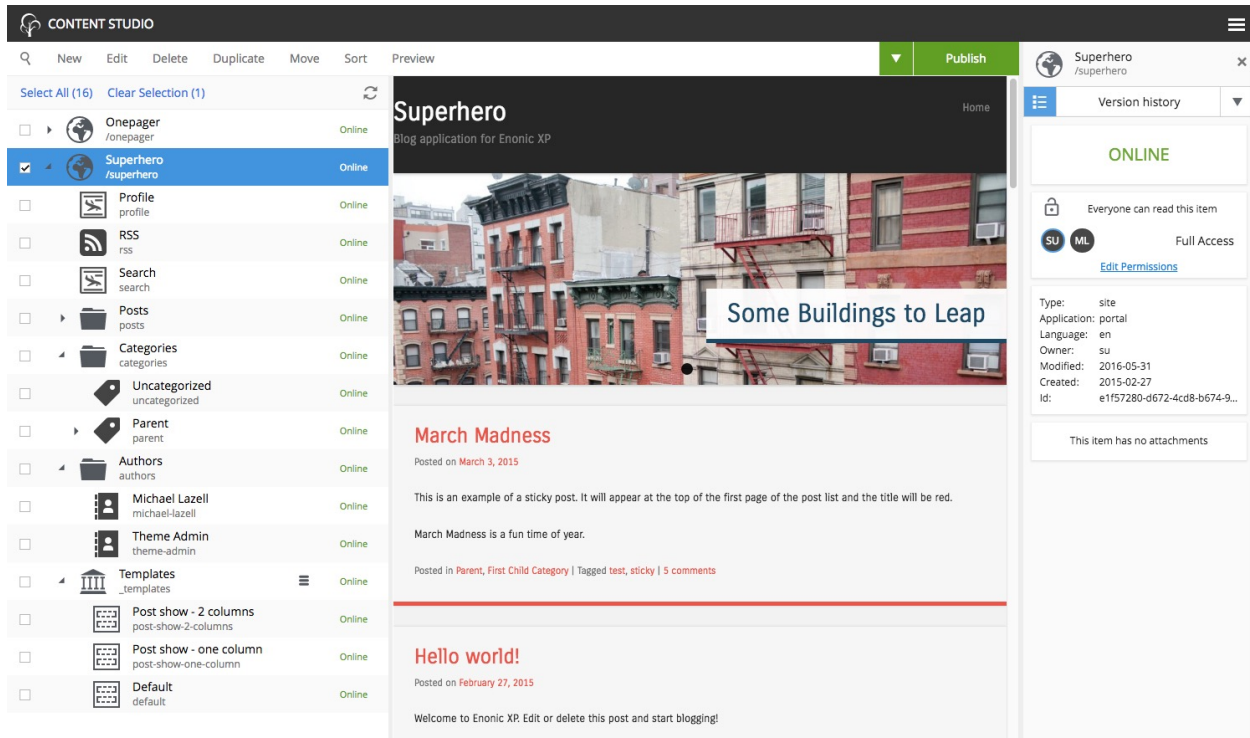 CONTENT STUDIO
New Edit Delete Duplicate Move Sort Preview Publish
Select All (16) Clear Selection (1)
Onepager
/onepager
Online
Superhero
/superhero
Online
Profile
profile
Online
RSS
rss
Online
Search
search
Online
Posts
posts
Online
Categories
categories
Online
Uncategorized
uncategorized
Online
Parent
parent
Online
Authors
authors
Online
Michael Lazell
michael-lazell
Online
Theme Admin
theme-admin
Online
Templates
_templates
Online
Post show - 2 columns
post-show-2-columns
Online
Post show - one column
post-show-one-column
Online
Default
default
Online
Superhero
Home
Blog application for Enonic XP
Some Buildings to Leap
March Madness
Posted on March 3, 2015
This is an example of a sticky post. It will appear at the top of the first page of the post list and the title will be red.
March Madness is a fun time of year.
Posted in Parent, First Child Category | Tagged test, sticky | 5 comments
Hello world!
Posted on February 27, 2015
Welcome to Enonic XP. Edit or delete this post and start blogging!
Superhero
/superhero
Version history
ONLINE
Everyone can read this item
SU ML Full Access
Edit Permissions
Type: site
Application: portal
Language: en
Owner: su
Modified: 2016-05-31
Created: 2015-02-27
Id: e1f57280-d672-4cd8-b674-9...
This item has no attachments